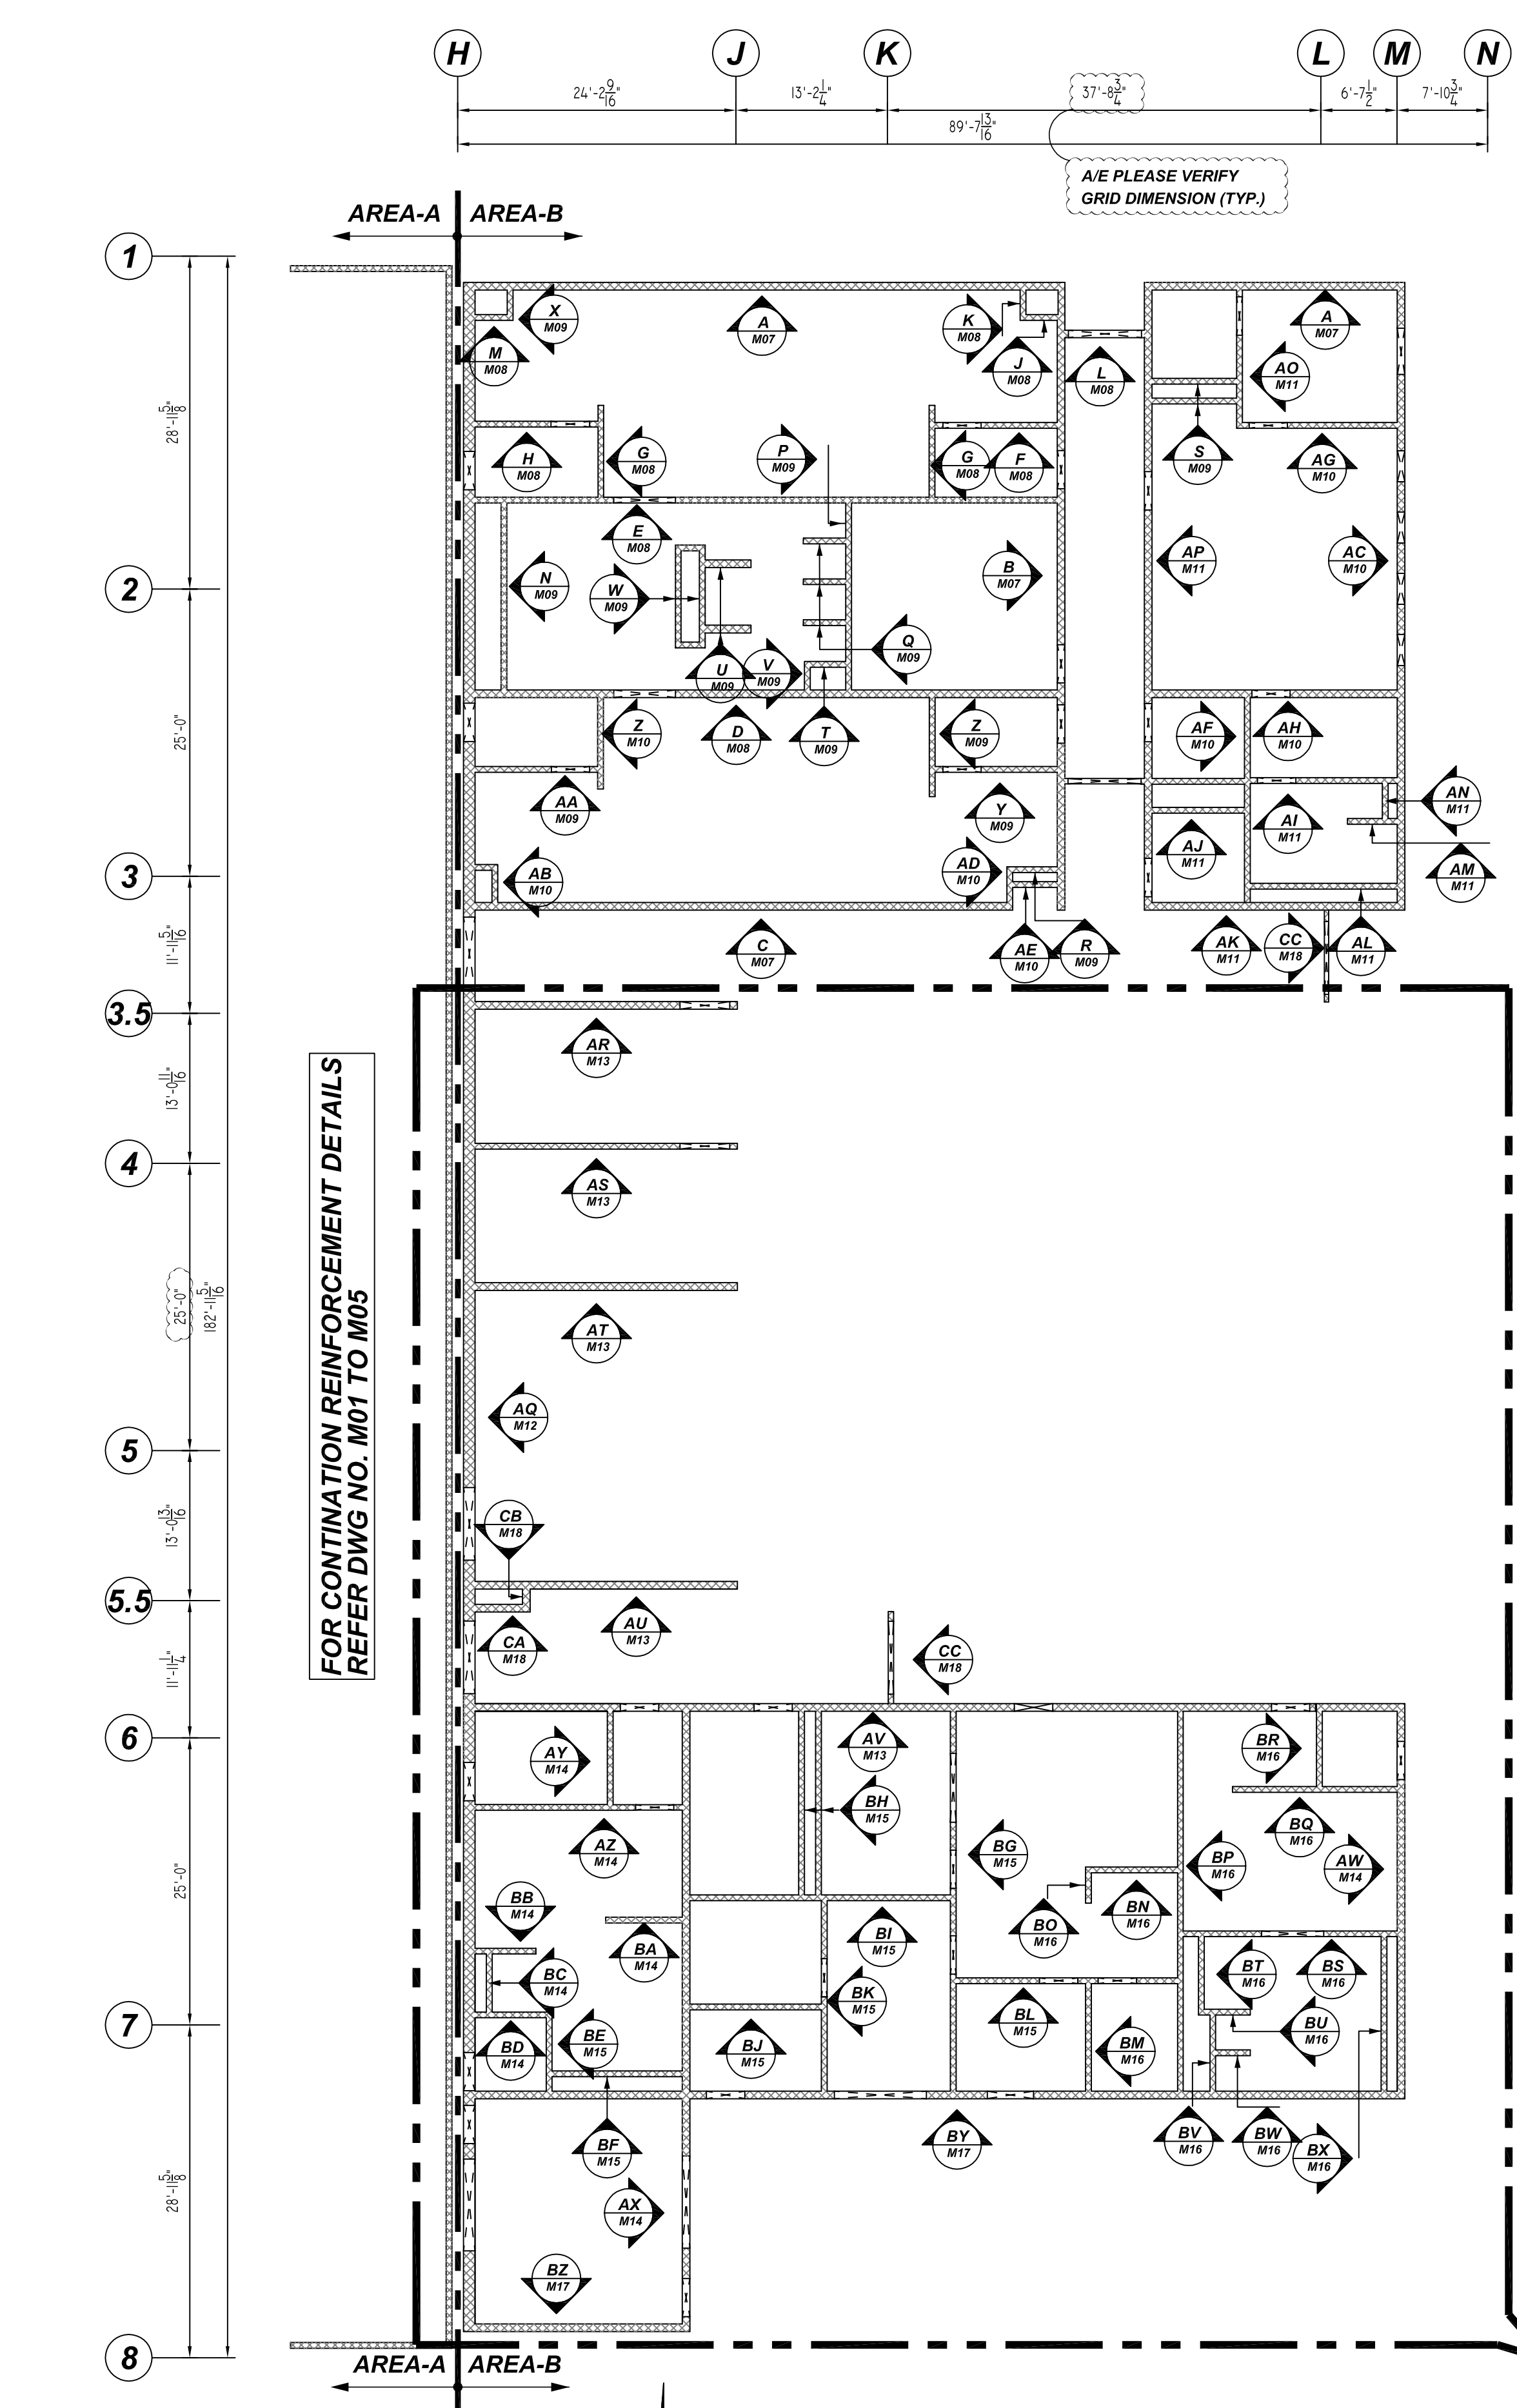 H J K L M N
24'-2 9/16" 13'-2 1/4" 37'-8 3/4" 6'-7 1/2" 7'-10 3/4"
89'-7 13/16"
A/E PLEASE VERIFY
GRID DIMENSION (TYP.)
AREA-A AREA-B
1
28'-11 5/8"
2
25'-0"
3
11'-11 5/16"
3.5
13'-0 11/16"
4
25'-0"
182'-11 5/16"
5
13'-0 13/16"
5.5
11'-11 1/4"
6
25'-0"
7
28'-11 5/8"
8
FOR CONTINATION REINFORCEMENT DETAILS
REFER DWG NO. M01 TO M05
X
M09
A
M07
K
M08
A
M07
M
M08
J
M08
L
M08
AO
M11
H
M08
G
M08
P
M09
G
M08
F
M08
S
M09
AG
M10
E
M08
N
M09
W
M09
B
M07
AP
M11
AC
M10
Q
M09
U
M09
V
M09
Z
M10
D
M08
T
M09
Z
M09
AF
M10
AH
M10
AA
M09
Y
M09
AN
M11
AI
M11
AJ
M11
AB
M10
AD
M10
AM
M11
C
M07
AE
M10
R
M09
AK
M11
CC
M18
AL
M11
AR
M13
AS
M13
AT
M13
AQ
M12
CB
M18
CA
M18
AU
M13
CC
M18
AY
M14
AV
M13
BR
M16
BH
M15
AZ
M14
BG
M15
BQ
M16
BP
M16
AW
M14
BB
M14
BA
M14
BI
M15
BO
M16
BN
M16
BC
M14
BK
M15
BT
M16
BS
M16
BD
M14
BE
M15
BJ
M15
BL
M15
BM
M16
BU
M16
BF
M15
BY
M17
BV
M16
BW
M16
BX
M16
AX
M14
BZ
M17
AREA-A AREA-B